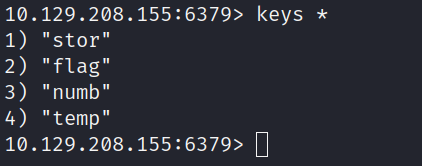 10.129.208.155:6379> keys *
1) "stor"
2) "flag"
3) "numb"
4) "temp"
10.129.208.155:6379>